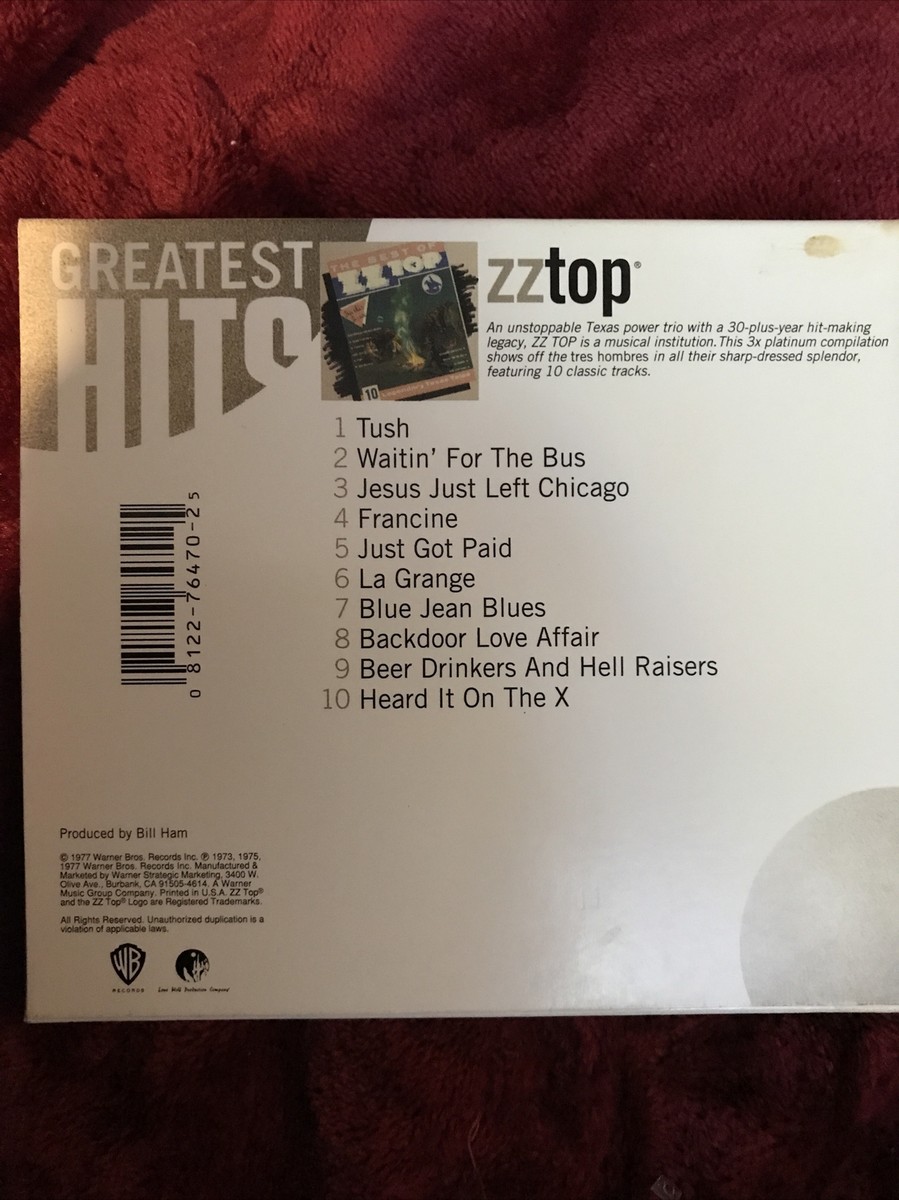 GREATEST
HITS
THE BEST OF
ZZ TOP
10
zztop®
An unstoppable Texas power trio with a 30-plus-year hit-making
legacy, ZZ TOP is a musical institution. This 3x platinum compilation
shows off the tres hombres in all their sharp-dressed splendor,
featuring 10 classic tracks.
1 Tush
2 Waitin' For The Bus
3 Jesus Just Left Chicago
4 Francine
5 Just Got Paid
6 La Grange
7 Blue Jean Blues
8 Backdoor Love Affair
9 Beer Drinkers And Hell Raisers
10 Heard It On The X
0 8122-76470-2 5
Produced by Bill Ham
© 1977 Warner Bros. Records Inc. ℗ 1973, 1975,
1977 Warner Bros. Records Inc. Manufactured &
Marketed by Warner Strategic Marketing, 3400 W.
Olive Ave., Burbank, CA 91505-4614. A Warner
Music Group Company. Printed in U.S.A. ZZ Top®
and the ZZ Top® Logo are Registered Trademarks.
All Rights Reserved. Unauthorized duplication is a
violation of applicable laws.
WB
RECORDS
Lone Wolf Production Company